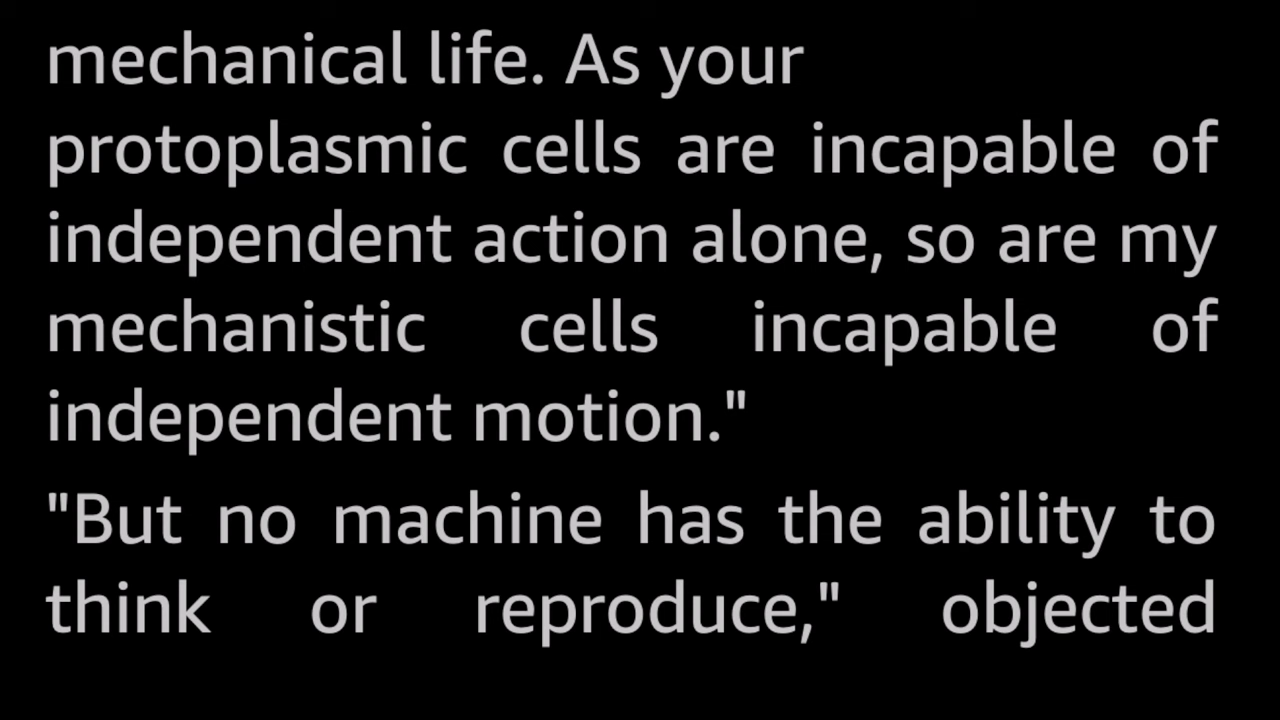 mechanical life. As your
protoplasmic cells are incapable of
independent action alone, so are my
mechanistic cells incapable of
independent motion."
"But no machine has the ability to
think or reproduce," objected